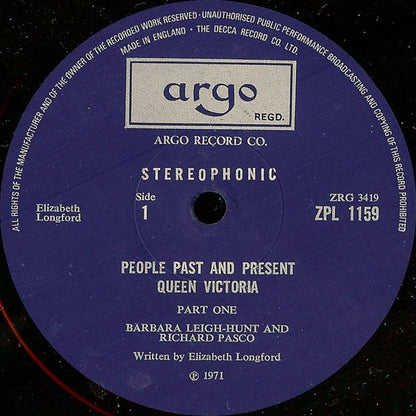 ALL RIGHTS OF THE MANUFACTURER AND OF THE OWNER OF THE RECORDED WORK RESERVED · UNAUTHORISED PUBLIC PERFORMANCE BROADCASTING AND COPYING OF THIS RECORD PROHIBITED
MADE IN ENGLAND · THE DECCA RECORD CO. LTD.
argo
REGD.
ARGO RECORD CO.
STEREOPHONIC
Elizabeth
Longford
Side
1
ZRG 3419
ZPL 1159
PEOPLE PAST AND PRESENT
QUEEN VICTORIA
PART ONE
BARBARA LEIGH-HUNT AND
RICHARD PASCO
Written by Elizabeth Longford
℗ 1971